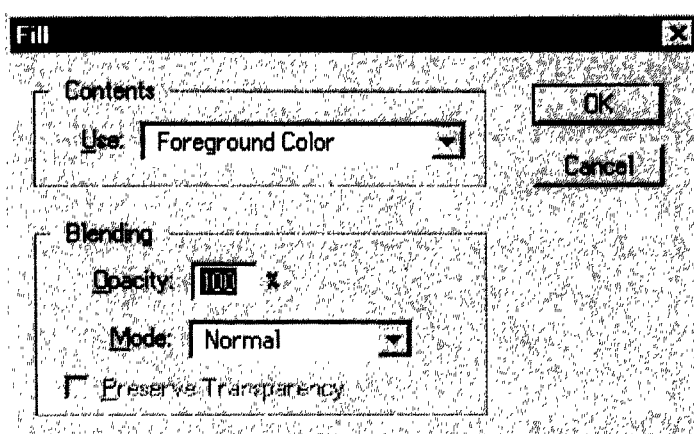 Fill
Contents
Use: Foreground Color
OK
Cancel
Blending
Opacity: 100 %
Mode: Normal
Preserve Transparency